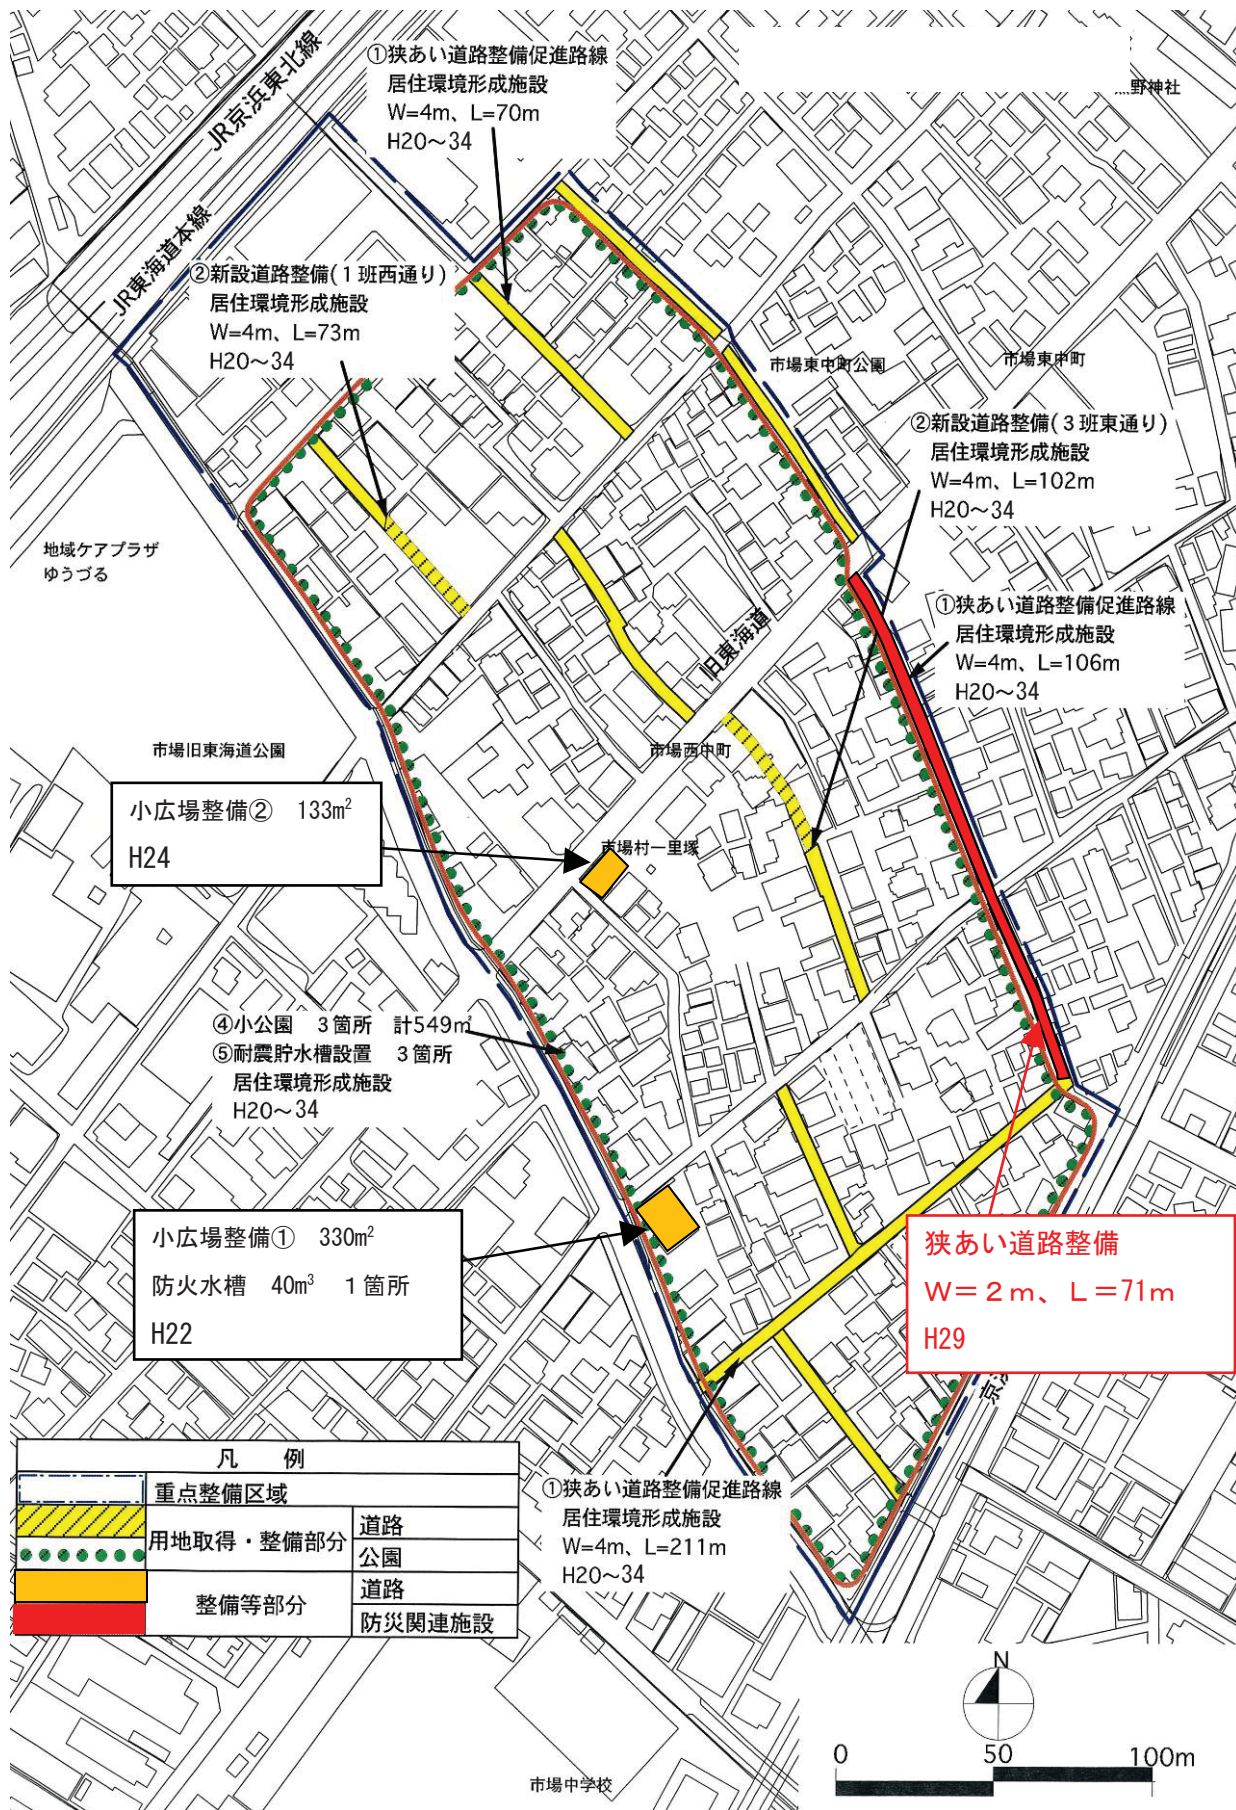 JR京浜東北線
JR東海道本線
①狭あい道路整備促進路線
居住環境形成施設
W=4m、L=70m
H20～34
野神社
②新設道路整備(1班西通り)
居住環境形成施設
W=4m、L=73m
H20～34
市場東中町公園
市場東中町
②新設道路整備(3班東通り)
居住環境形成施設
W=4m、L=102m
H20～34
地域ケアプラザ
ゆうづる
①狭あい道路整備促進路線
居住環境形成施設
W=4m、L=106m
H20～34
旧東海道
市場旧東海道公園
市場西中町
小広場整備② 133m²
H24
市場村一里塚
④小公園 3箇所 計549㎡
⑤耐震貯水槽設置 3箇所
居住環境形成施設
H20～34
小広場整備① 330m²
防火水槽 40m³ 1箇所
H22
狭あい道路整備
W＝2m、L＝71m
H29
京
①狭あい道路整備促進路線
居住環境形成施設
W=4m、L=211m
H20～34
凡 例
重点整備区域
用地取得・整備部分
道路
公園
整備等部分
道路
防災関連施設
N
0 50 100m
市場中学校